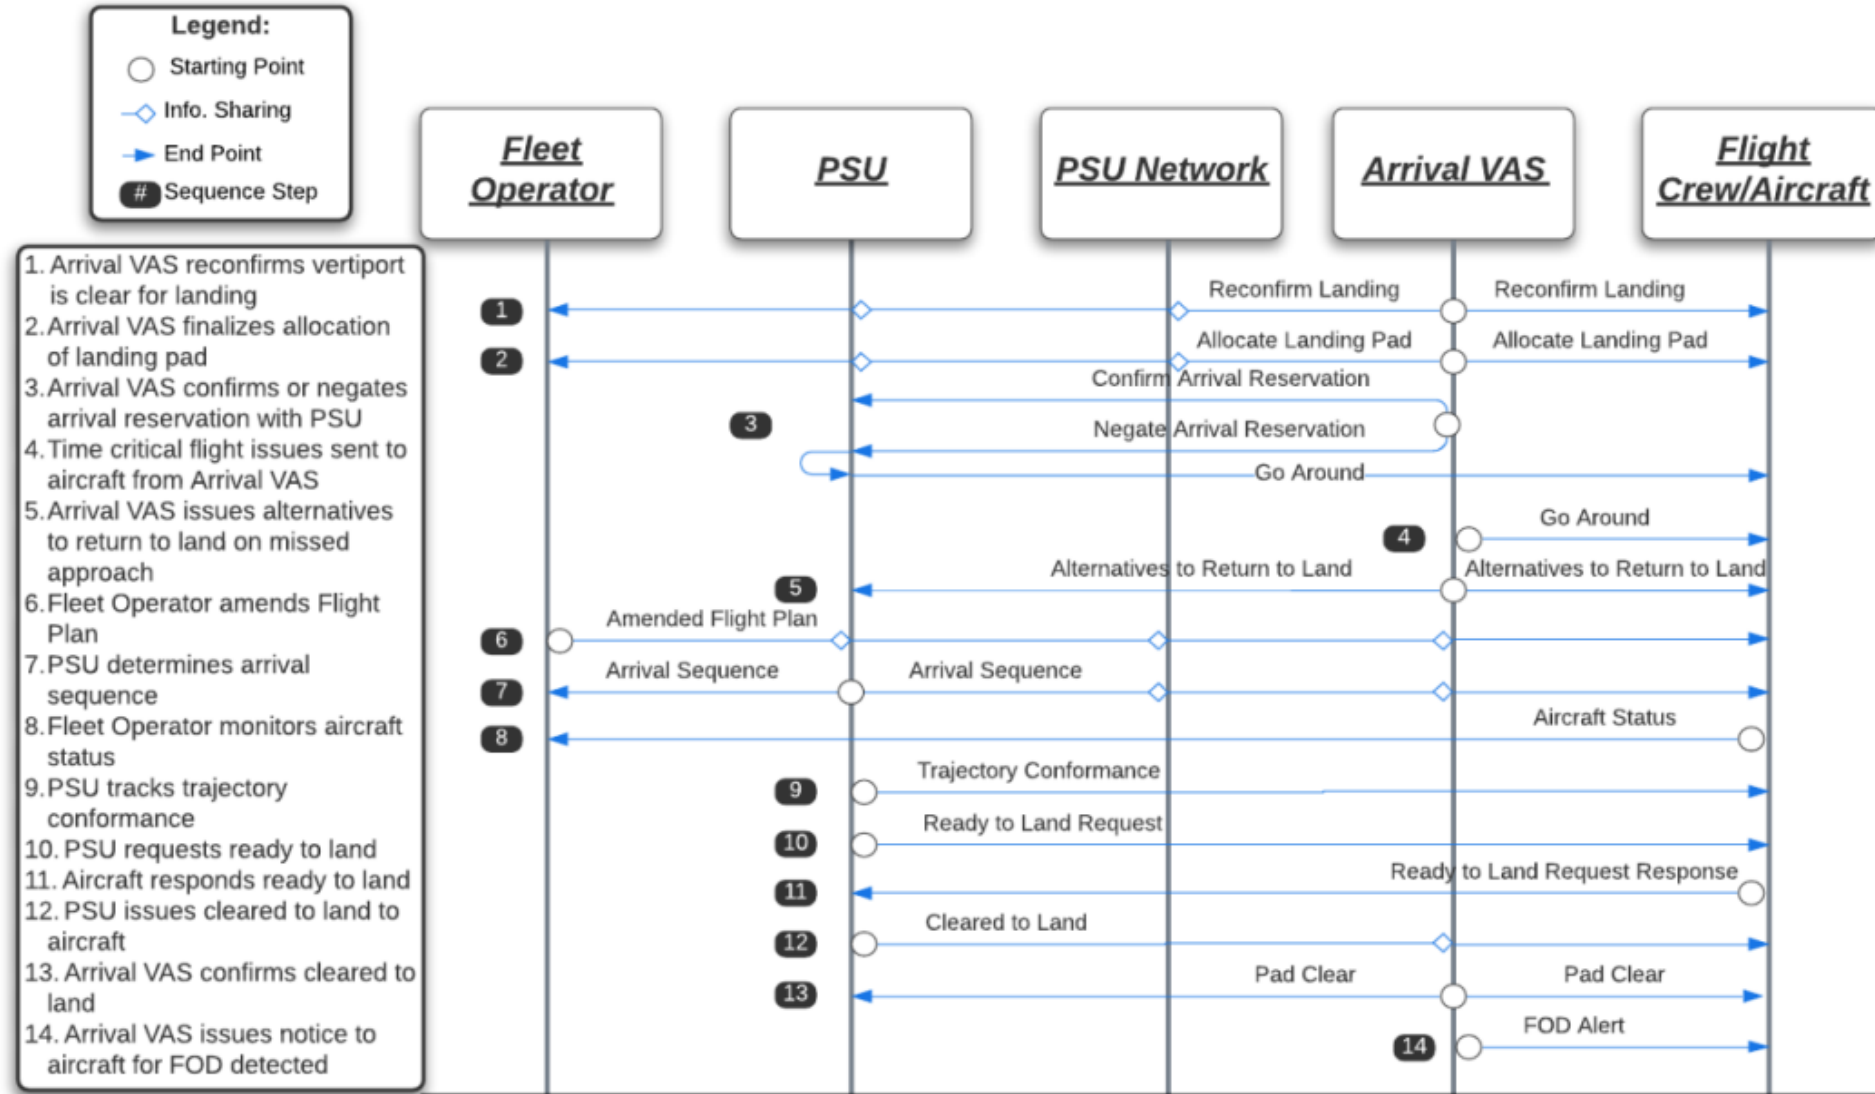 Legend:
Starting Point
Info. Sharing
End Point
# Sequence Step
Fleet
Operator
PSU
PSU Network
Arrival VAS
Flight
Crew/Aircraft
1. Arrival VAS reconfirms vertiport
is clear for landing
2. Arrival VAS finalizes allocation
of landing pad
3. Arrival VAS confirms or negates
arrival reservation with PSU
4. Time critical flight issues sent to
aircraft from Arrival VAS
5. Arrival VAS issues alternatives
to return to land on missed
approach
6. Fleet Operator amends Flight
Plan
7. PSU determines arrival
sequence
8. Fleet Operator monitors aircraft
status
9. PSU tracks trajectory
conformance
10. PSU requests ready to land
11. Aircraft responds ready to land
12. PSU issues cleared to land to
aircraft
13. Arrival VAS confirms cleared to
land
14. Arrival VAS issues notice to
aircraft for FOD detected
1 Reconfirm Landing Reconfirm Landing
2 Allocate Landing Pad Allocate Landing Pad
Confirm Arrival Reservation
3
Negate Arrival Reservation
Go Around
4 Go Around
5 Alternatives to Return to Land Alternatives to Return to Land
6 Amended Flight Plan
7 Arrival Sequence Arrival Sequence
8 Aircraft Status
9 Trajectory Conformance
10 Ready to Land Request
11 Ready to Land Request Response
12 Cleared to Land
13 Pad Clear Pad Clear
14 FOD Alert